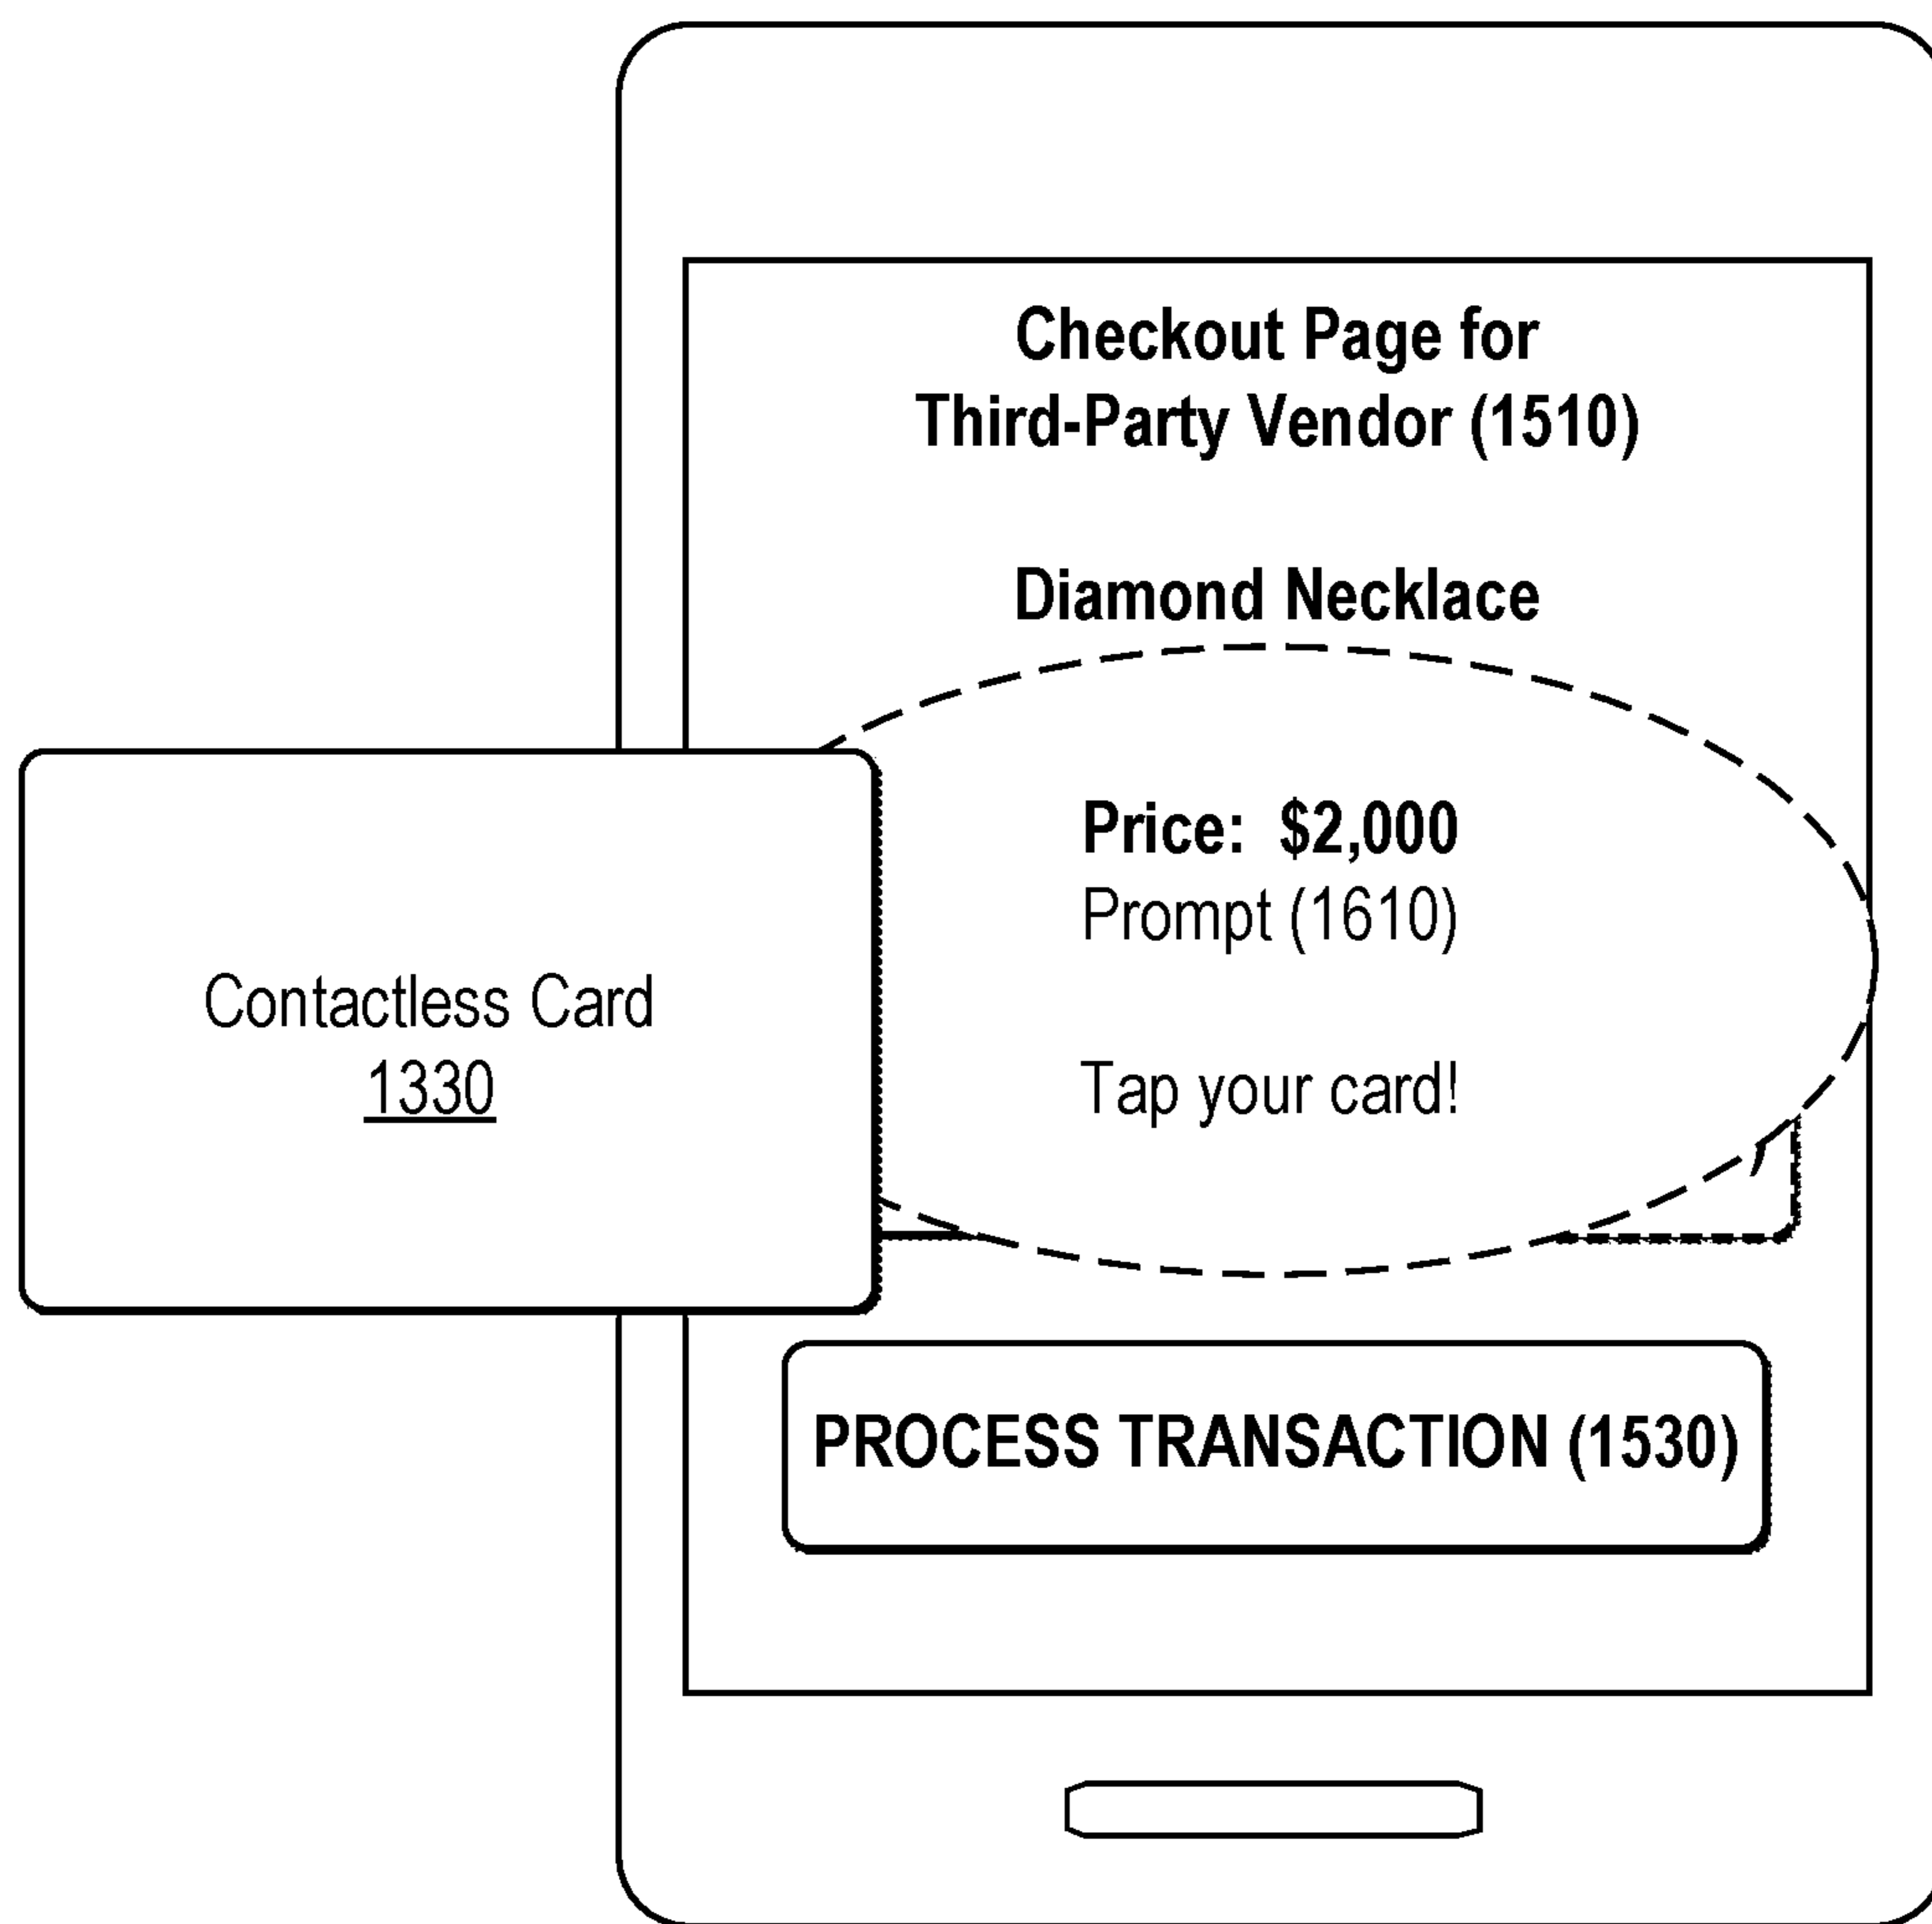 Checkout Page for
Third-Party Vendor (1510)
Diamond Necklace
Price: $2,000
Prompt (1610)
Tap your card!
Contactless Card
1330
PROCESS TRANSACTION (1530)